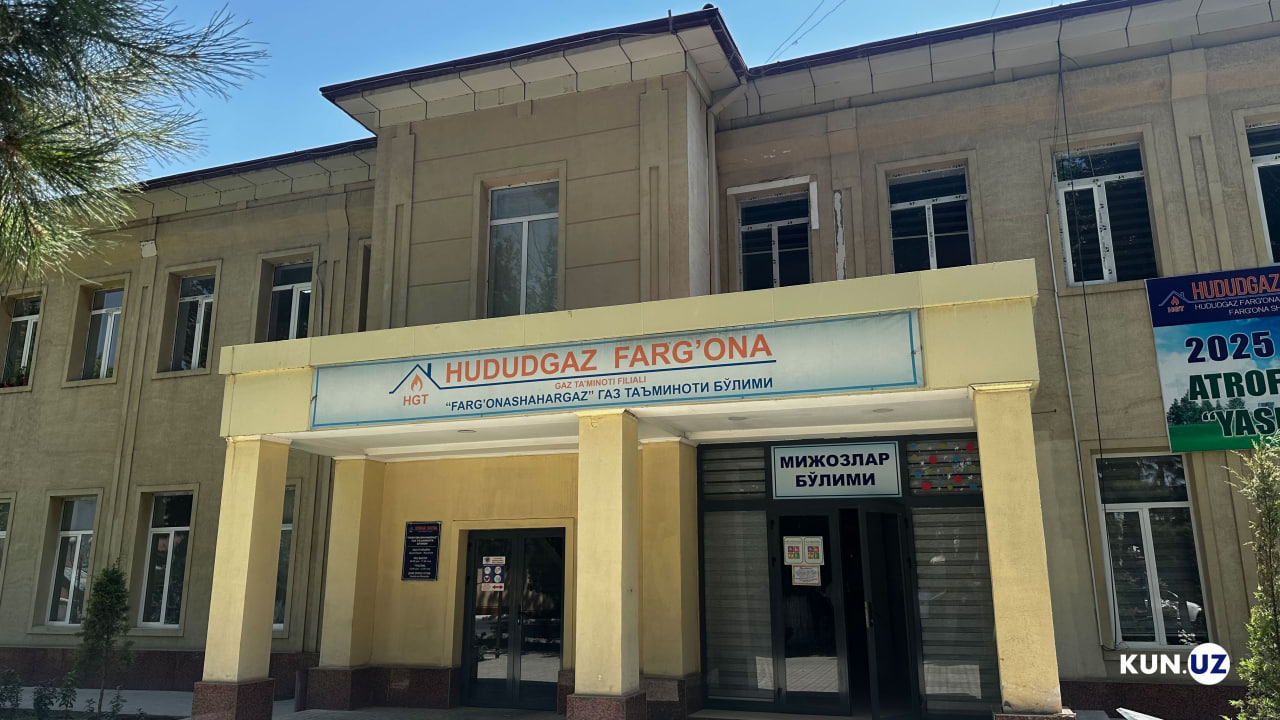 HUDUDGAZ FARG'ONA
GAZ TA'MINOTI FILIALI
"FARG'ONASHAHARGAZ" ГАЗ ТАЪМИНОТИ БЎЛИМИ
HGT
МИЖОЗЛАР
БЎЛИМИ
HUDUDGAZ
HUDUDGAZ FARG'ONA
FARG'ONA SH
HGT
2025
ATROF
"YASH
KUN.UZ